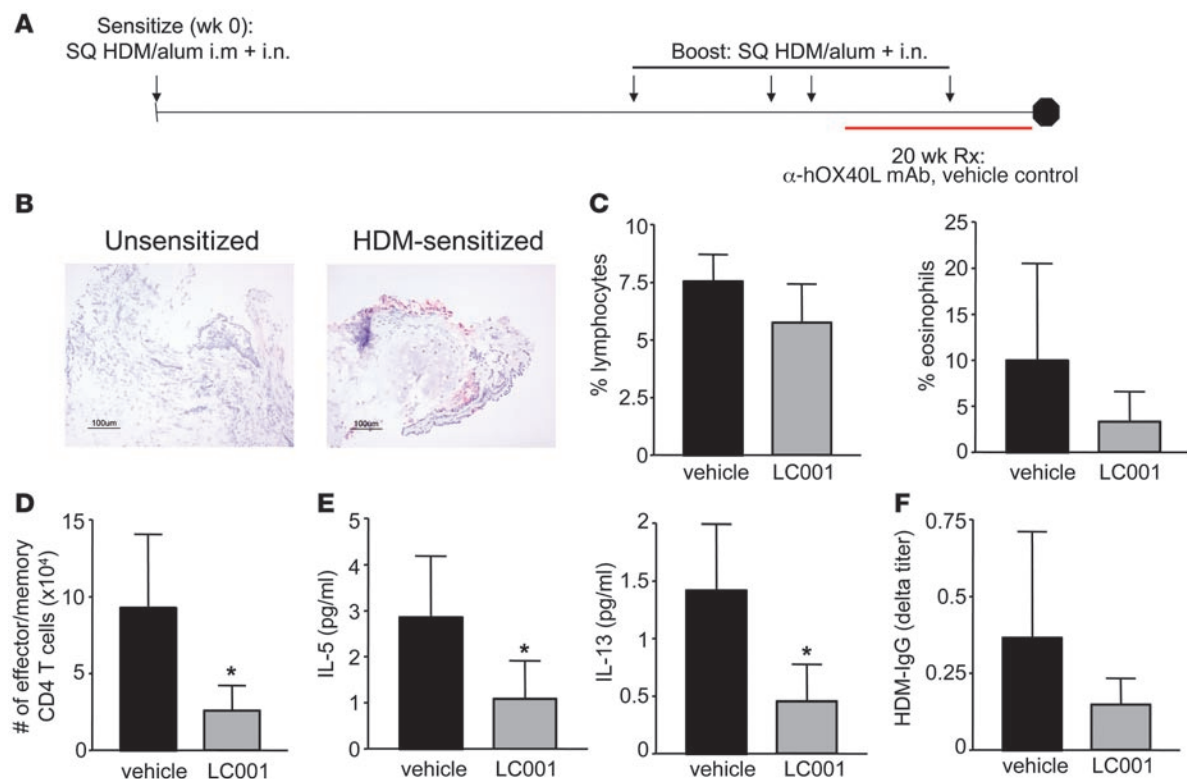 A
Sensitize (wk 0):
SQ HDM/alum i.m + i.n.
Boost: SQ HDM/alum + i.n.
20 wk Rx:
α-hOX40L mAb, vehicle control
B
Unsensitized
HDM-sensitized
100um
100um
C
% lymphocytes
10
7.5
5
2.5
0
vehicle
LC001
% eosinophils
25
20
15
10
5
0
vehicle
LC001
D
# of effector/memory
CD4 T cells (x10⁴)
15
10
5
0
*
vehicle
LC001
E
IL-5 (pg/ml)
5
4
3
2
1
0
*
vehicle
LC001
IL-13 (pg/ml)
2
1.5
1
0.5
0
*
vehicle
LC001
F
HDM-IgG (delta titer)
0.75
0.5
0.25
0
vehicle
LC001